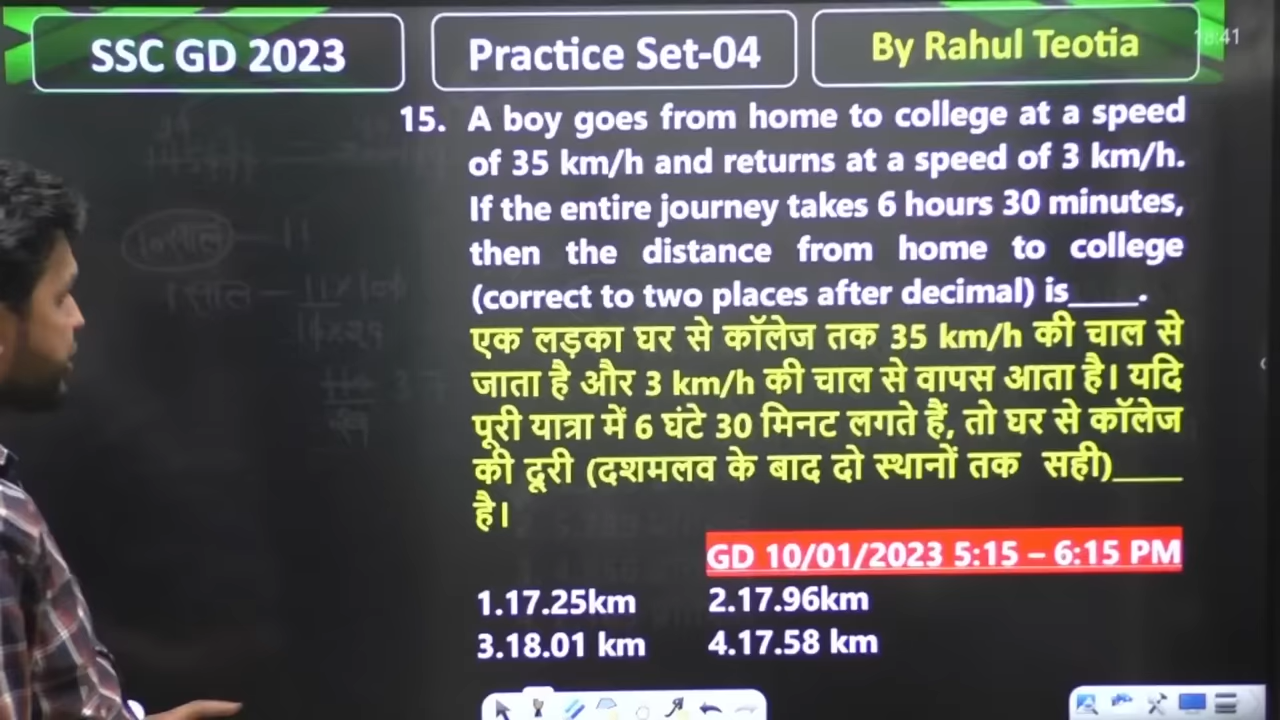 SSC GD 2023
Practice Set-04
By Rahul Teotia
18:41
15. A boy goes from home to college at a speed
of 35 km/h and returns at a speed of 3 km/h.
If the entire journey takes 6 hours 30 minutes,
then the distance from home to college
(correct to two places after decimal) is____.
एक लड़का घर से कॉलेज तक 35 km/h की चाल से
जाता है और 3 km/h की चाल से वापस आता है। यदि
पूरी यात्रा में 6 घंटे 30 मिनट लगते हैं, तो घर से कॉलेज
की दूरी (दशमलव के बाद दो स्थानों तक सही)____
है।
GD 10/01/2023 5:15 – 6:15 PM
1.17.25km 2.17.96km
3.18.01 km 4.17.58 km